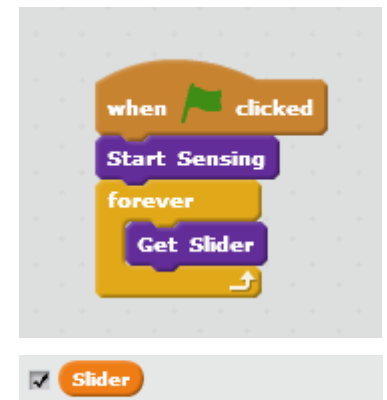 when clicked
Start Sensing
forever
Get Slider
Slider